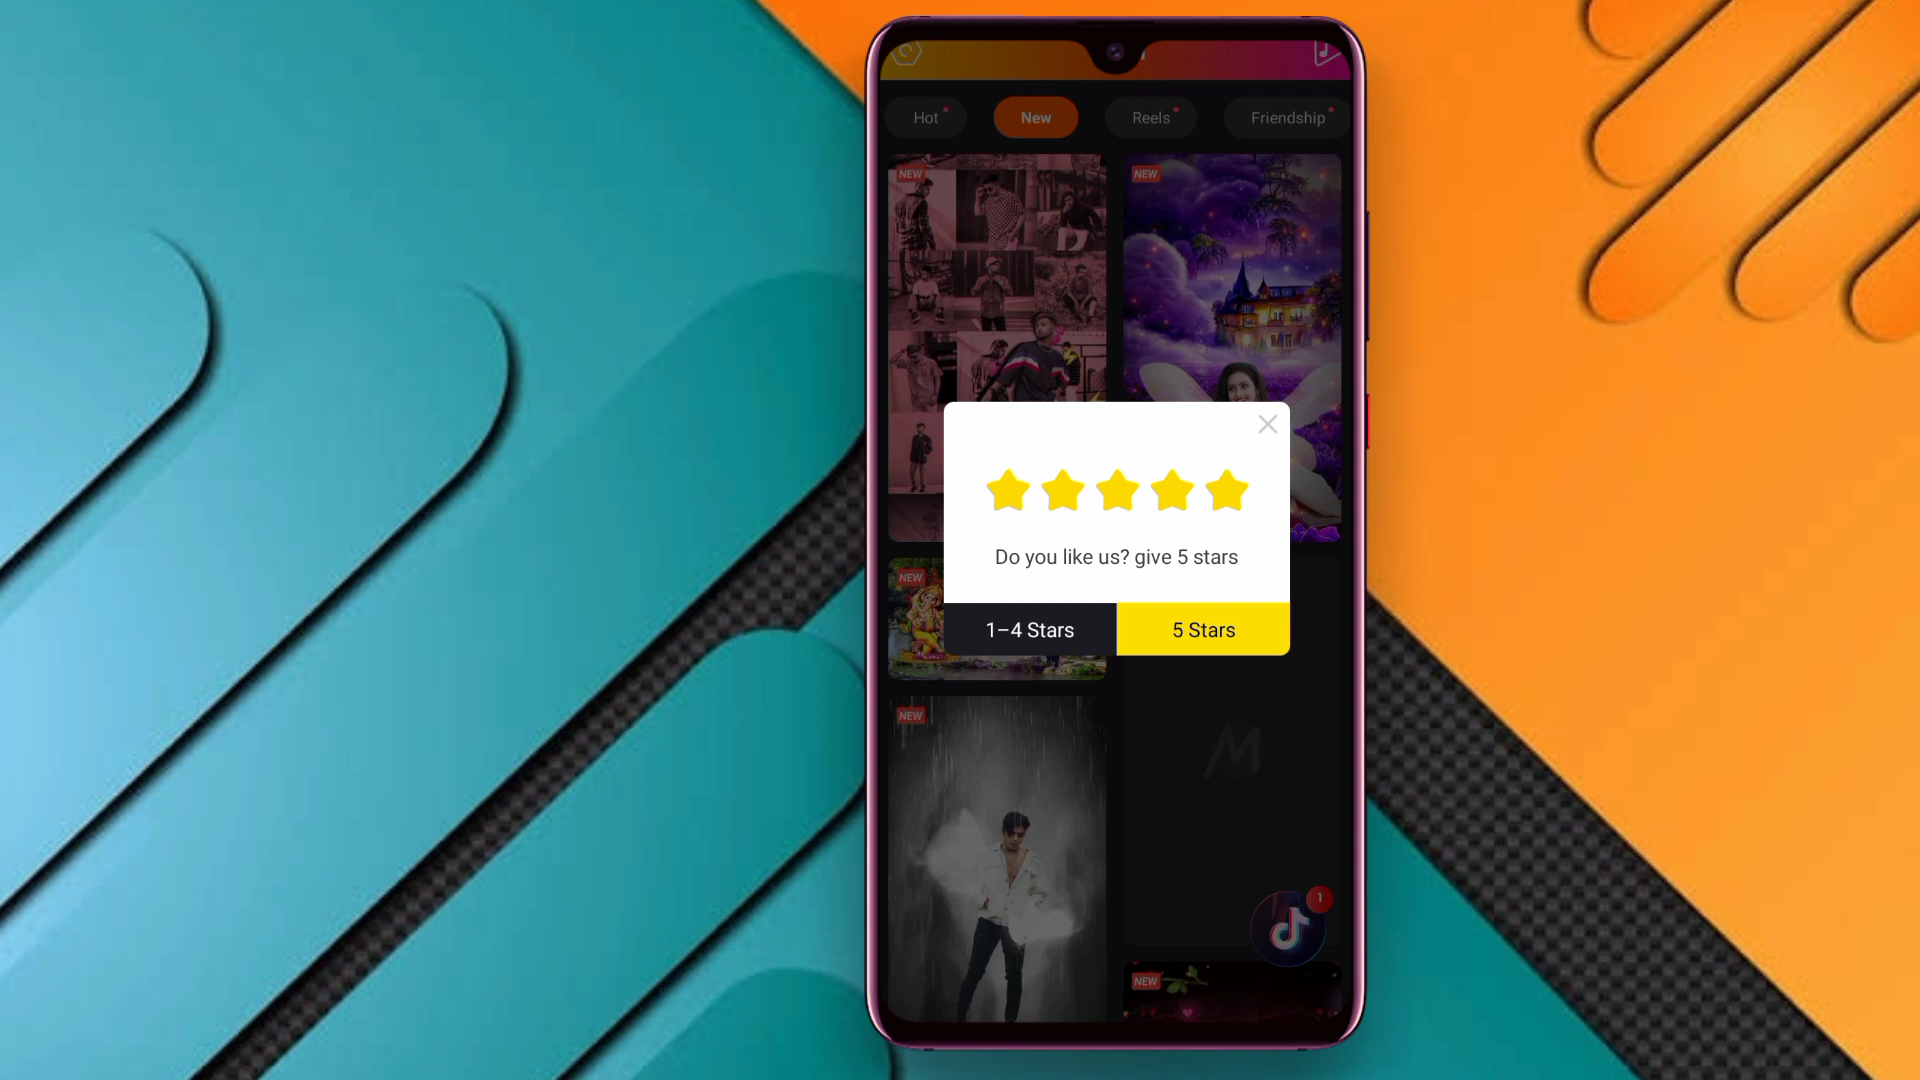 Hot
New
Reels
Friendship
NEW
NEW
Do you like us? give 5 stars
1–4 Stars
5 Stars
NEW
NEW
1
NEW